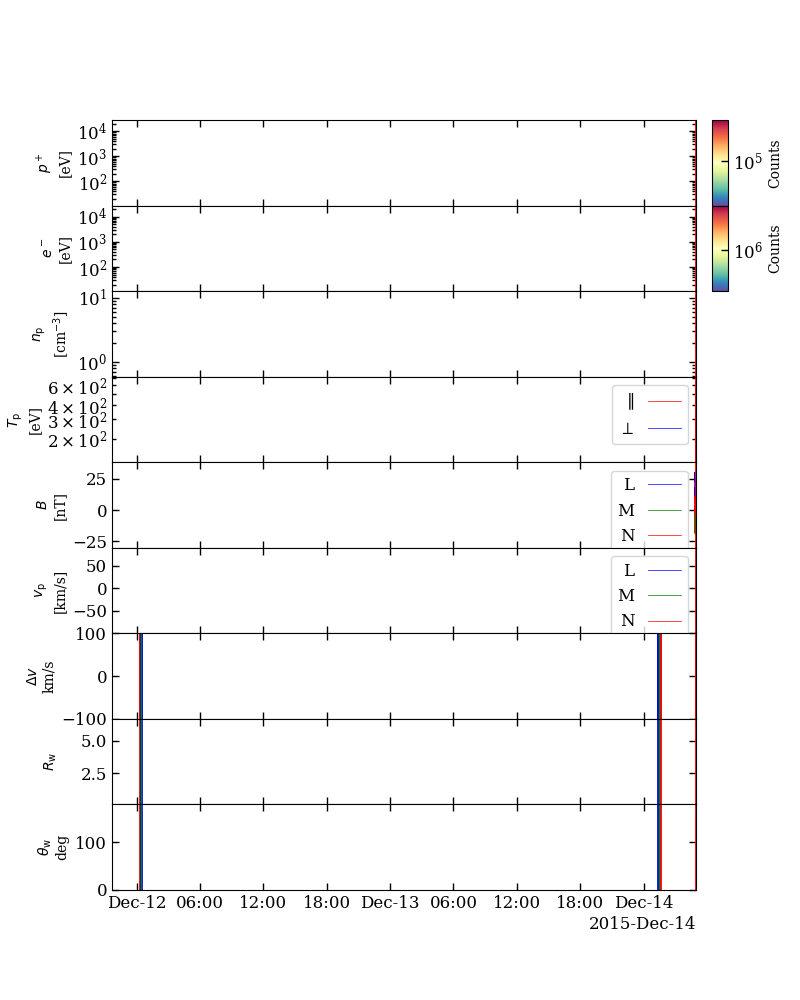 10⁴
10³
10²
p⁺
[eV]
10⁵
Counts
10⁴
10³
10²
e⁻
[eV]
10⁶
Counts
10¹
10⁰
nₚ
[cm⁻³]
6 × 10²
4 × 10²
3 × 10²
2 × 10²
Tₚ
[eV]
∥
⊥
25
0
−25
B
[nT]
L
M
N
50
0
−50
vₚ
[km/s]
L
M
N
100
0
−100
Δv
km/s
5.0
2.5
R_w
100
0
θ_w
deg
Dec-12 06:00 12:00 18:00 Dec-13 06:00 12:00 18:00 Dec-14
2015-Dec-14